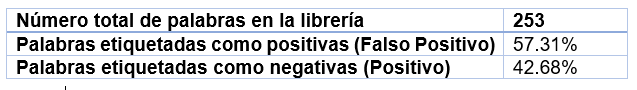 Número total de palabras en la librería 253
Palabras etiquetadas como positivas (Falso Positivo) 57.31%
Palabras etiquetadas como negativas (Positivo) 42.68%